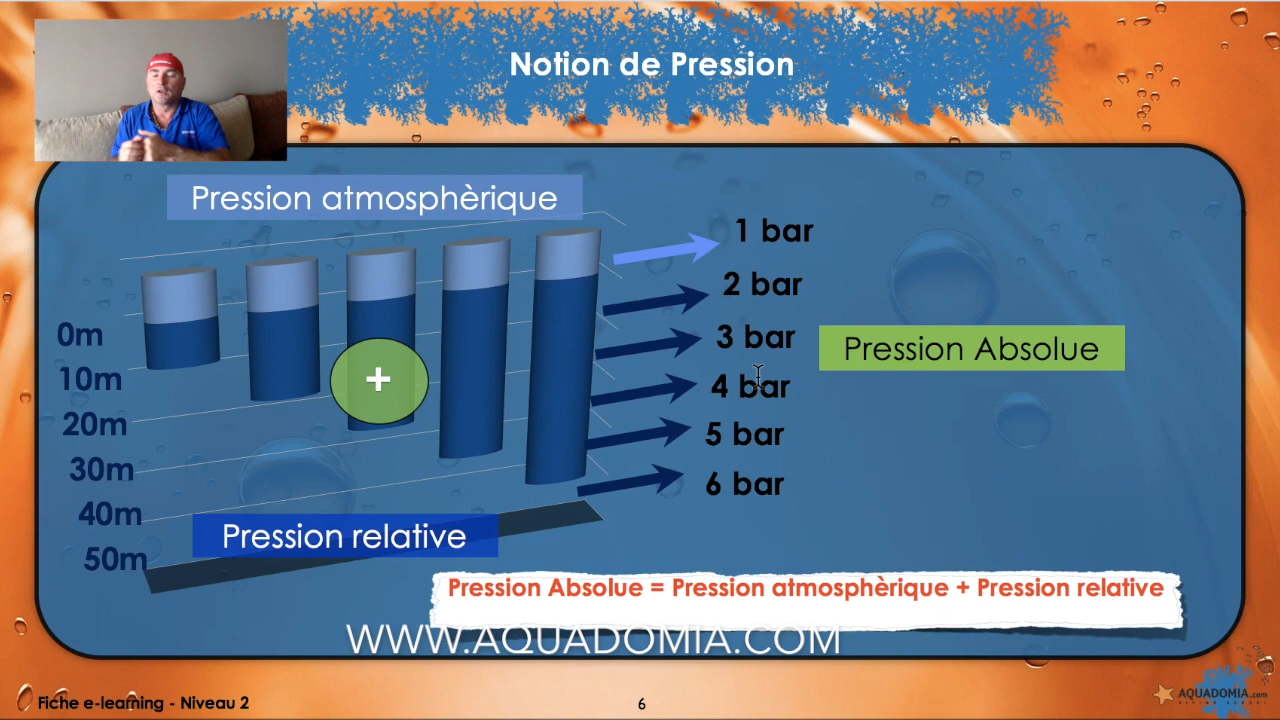 Notion de Pression
Pression atmosphèrique
1 bar
2 bar
3 bar
4 bar
5 bar
6 bar
0m
10m
20m
30m
40m
50m
+
Pression Absolue
Pression relative
Pression Absolue = Pression atmosphèrique + Pression relative
WWW.AQUADOMIA.COM
Fiche e-learning - Niveau 2
6
AQUADOMIA.com
DIVING SCHOOL